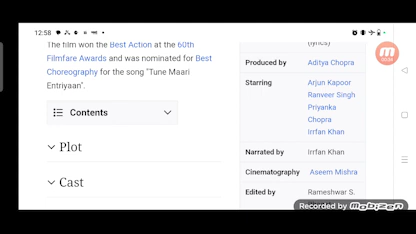 12:58
The film won the Best Action at the 60th
Filmfare Awards and was nominated for Best
Choreography for the song "Tune Maari
Entriyaan".
Contents
Plot
Cast
(lyrics)
Produced by Aditya Chopra
Starring Arjun Kapoor
Ranveer Singh
Priyanka
Chopra
Irrfan Khan
Narrated by Irrfan Khan
Cinematography Aseem Mishra
Edited by Rameshwar S.
Recorded by Mobizen